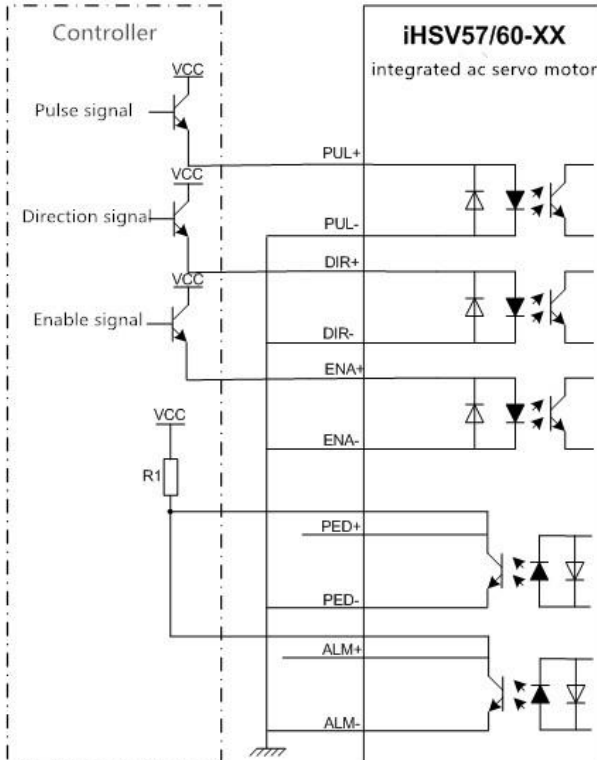 Controller
iHSV57/60-XX
integrated ac servo motor
VCC
Pulse signal
PUL+
VCC
Direction signal
PUL-
DIR+
VCC
Enable signal
DIR-
ENA+
VCC
ENA-
R1
PED+
PED-
ALM+
ALM-